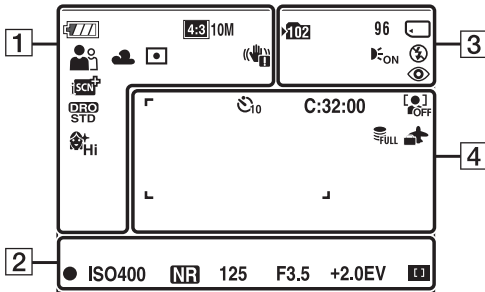 1
4:3 10M
102
96
3
ON
iSCN+
DRO
STD
Hi
10
C:32:00
OFF
FULL
4
2
ISO400
NR
125
F3.5
+2.0EV